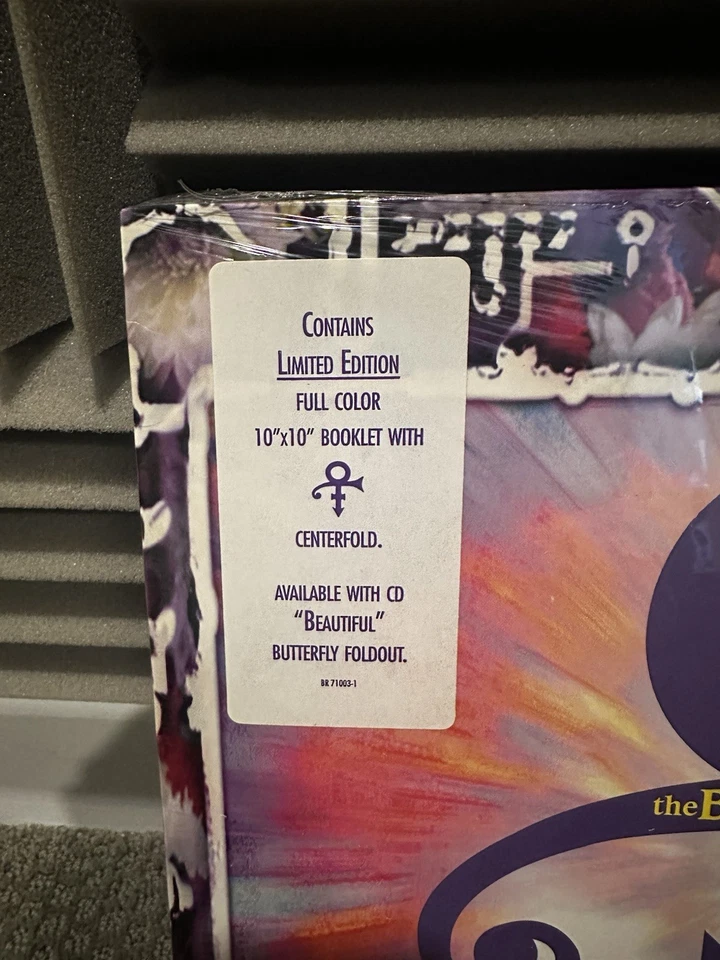 CONTAINS
LIMITED EDITION
FULL COLOR
10"x10" BOOKLET WITH
CENTERFOLD.
AVAILABLE WITH CD
"BEAUTIFUL"
BUTTERFLY FOLDOUT.
BR 71003-1
the B